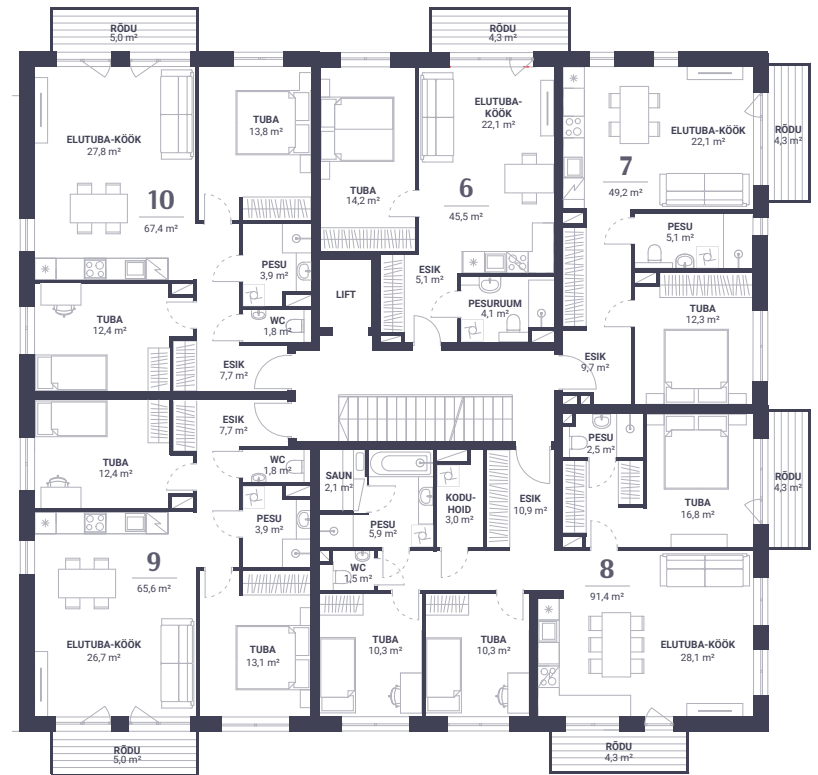 RÕDU
5,0 m²
RÕDU
4,3 m²
ELUTUBA-KÖÖK
27,8 m²
TUBA
13,8 m²
10
67,4 m²
PESU
3,9 m²
WC
1,8 m²
TUBA
12,4 m²
ESIK
7,7 m²
TUBA
14,2 m²
ELUTUBA-
KÖÖK
22,1 m²
6
45,5 m²
ESIK
5,1 m²
PESURUUM
4,1 m²
LIFT
ELUTUBA-KÖÖK
22,1 m²
7
49,2 m²
RÕDU
4,3 m²
PESU
5,1 m²
TUBA
12,3 m²
ESIK
9,7 m²
ESIK
7,7 m²
TUBA
12,4 m²
WC
1,8 m²
PESU
3,9 m²
9
65,6 m²
ELUTUBA-KÖÖK
26,7 m²
TUBA
13,1 m²
RÕDU
5,0 m²
SAUN
2,1 m²
PESU
5,9 m²
KODU-
HOID
3,0 m²
ESIK
10,9 m²
WC
1,5 m²
TUBA
10,3 m²
TUBA
10,3 m²
PESU
2,5 m²
TUBA
16,8 m²
RÕDU
4,3 m²
8
91,4 m²
ELUTUBA-KÖÖK
28,1 m²
RÕDU
4,3 m²